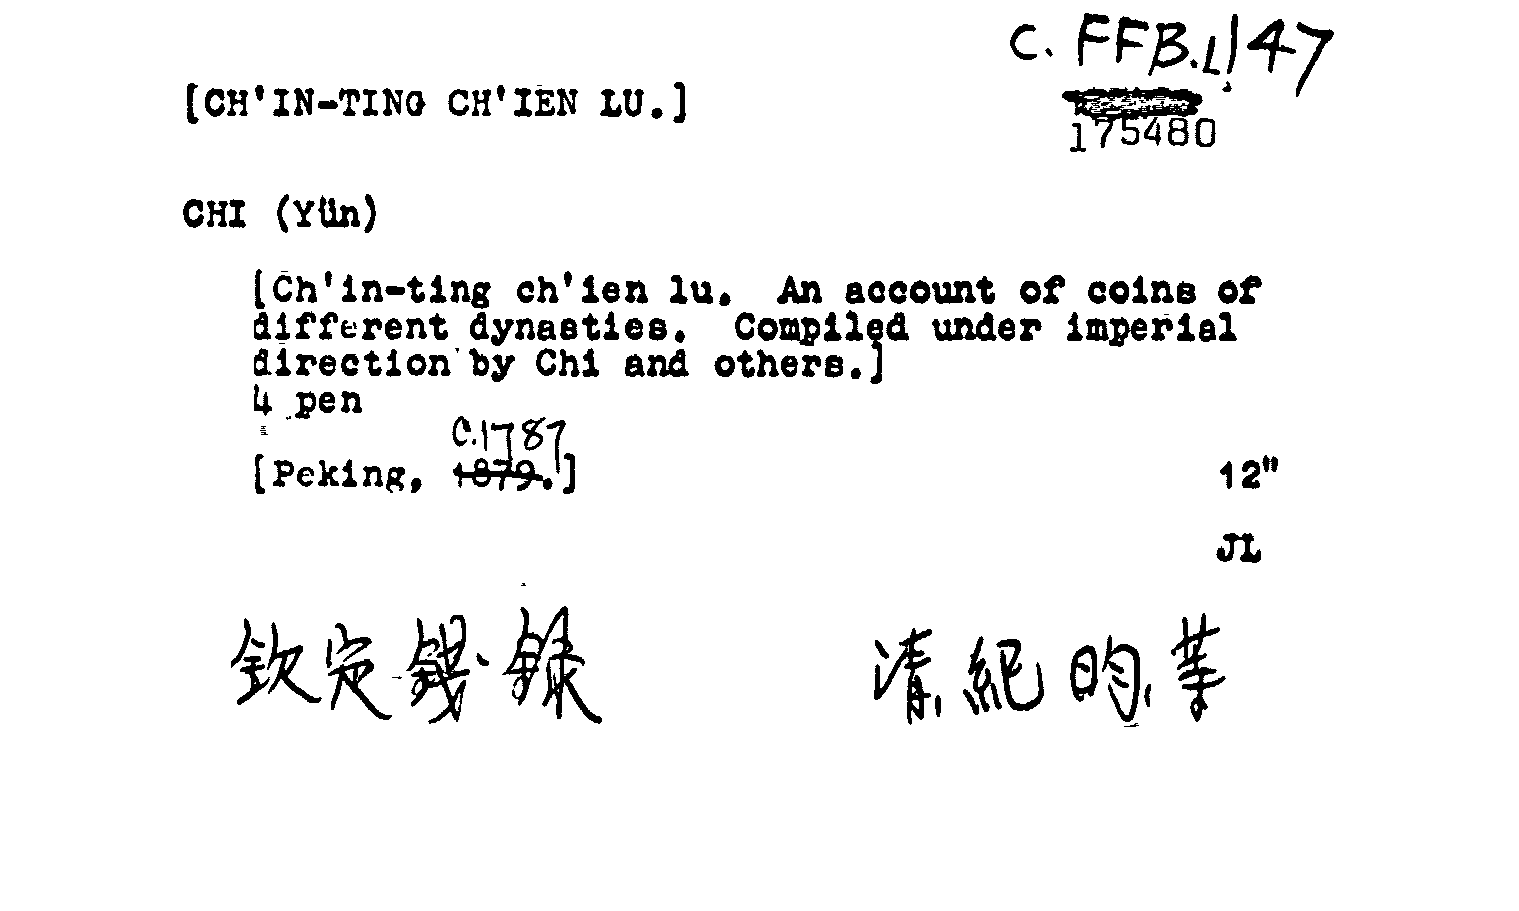 C. FFB.L147
[CH'IN-TING CH'IEN LU.]
175480
CHI (Yün)
[Ch'in-ting ch'ien lu. An account of coins of
different dynasties. Compiled under imperial
direction by Chi and others.]
4 pen
C.1787
[Peking, 1879.]
12"
JL
欽定錢錄 清紀昀等